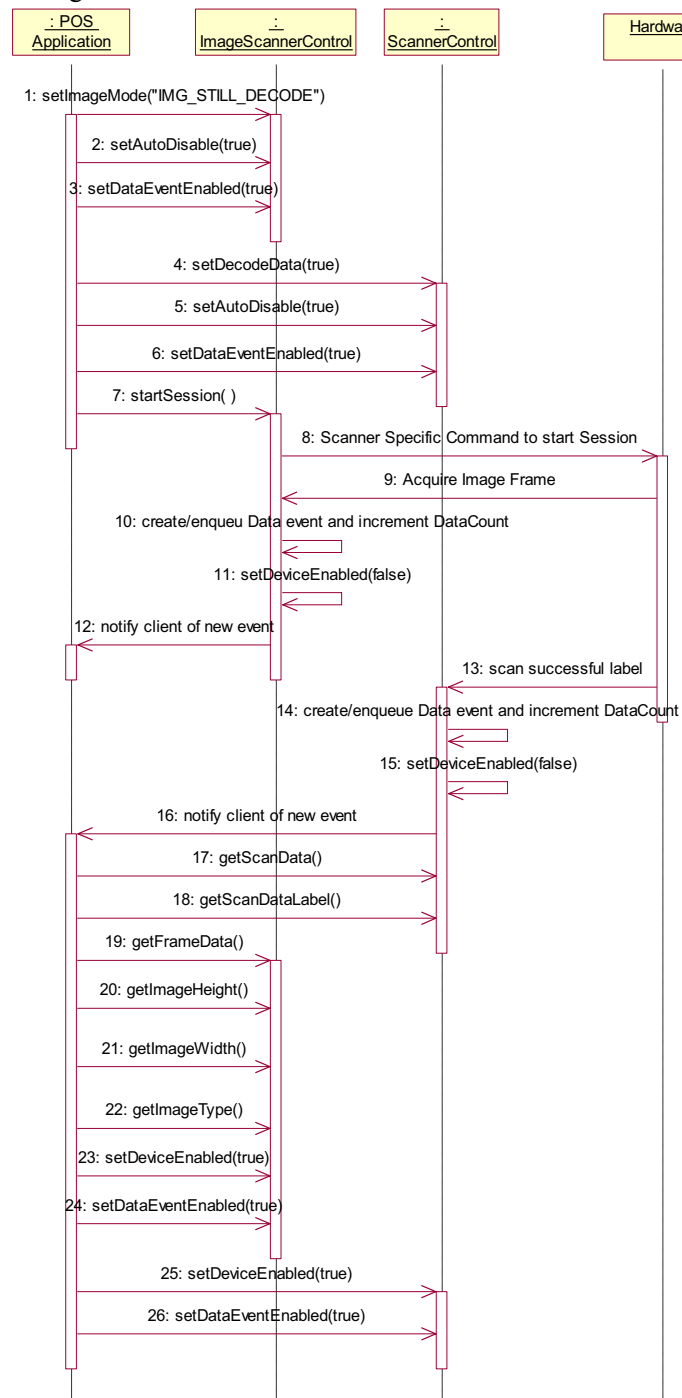 : POS
Application
:
ImageScannerControl
:
ScannerControl
Hardwa
1: setImageMode("IMG_STILL_DECODE")
2: setAutoDisable(true)
3: setDataEventEnabled(true)
4: setDecodeData(true)
5: setAutoDisable(true)
6: setDataEventEnabled(true)
7: startSession( )
8: Scanner Specific Command to start Session
9: Acquire Image Frame
10: create/enqueu Data event and increment DataCount
11: setDeviceEnabled(false)
12: notify client of new event
13: scan successful label
14: create/enqueue Data event and increment DataCount
15: setDeviceEnabled(false)
16: notify client of new event
17: getScanData()
18: getScanDataLabel()
19: getFrameData()
20: getImageHeight()
21: getImageWidth()
22: getImageType()
23: setDeviceEnabled(true)
24: setDataEventEnabled(true)
25: setDeviceEnabled(true)
26: setDataEventEnabled(true)